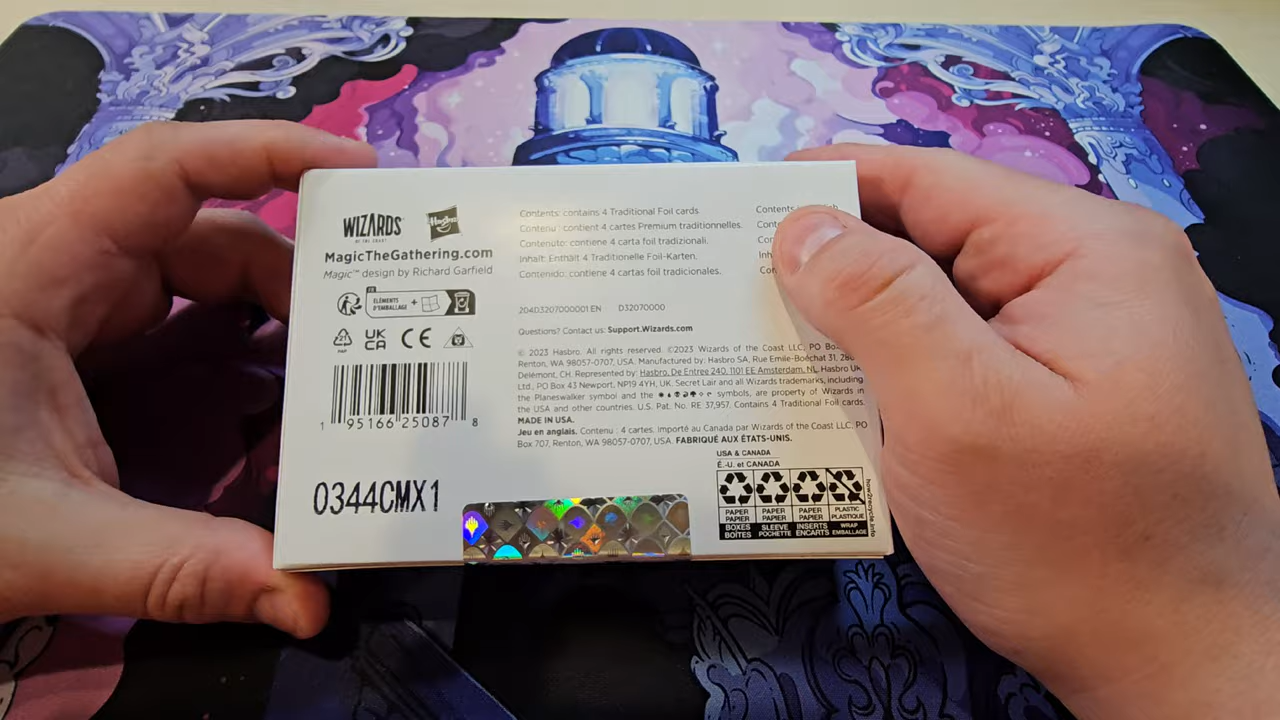 WIZARDS
OF THE COAST
Hasbro
MagicTheGathering.com
Magic™ design by Richard Garfield
FR
ÉLÉMENTS
D'EMBALLAGE
+
PAP
UK
CA
CE
1 95166 25087 8
0344CMX1
Contents: contains 4 Traditional Foil cards.
Contenu : contient 4 cartes Premium traditionnelles.
Contenuto: contiene 4 carta foil tradizionali.
Inhalt: Enthält 4 Traditionelle Foil-Karten.
Contenido: contiene 4 cartas foil tradicionales.
Contents
204D3207000001 EN D32070000
Questions? Contact us: Support.Wizards.com
© 2023 Hasbro. All rights reserved. ©2023 Wizards of the Coast LLC, PO Box
Renton, WA 98057-0707, USA. Manufactured by: Hasbro SA, Rue Emile-Boéchat 31,
Delémont, CH. Represented by: Hasbro, De Entree 240, 1101 EE Amsterdam, NL. Hasbro UK
Ltd., PO Box 43 Newport, NP19 4YH, UK. Secret Lair and all Wizards trademarks, including
the Planeswalker symbol and the symbols, are property of Wizards in
the USA and other countries. U.S. Pat. No. RE 37,957. Contains 4 Traditional Foil cards.
MADE IN USA.
Jeu en anglais. Contenu : 4 cartes. Importé au Canada par Wizards of the Coast LLC, PO
Box 707, Renton, WA 98057-0707, USA. FABRIQUÉ AUX ÉTATS-UNIS.
USA & CANADA
É.-U. et CANADA
PAPER PAPER PAPER PLASTIC
PAPIER PAPIER PAPIER PLASTIQUE
BOXES SLEEVE INSERTS WRAP
BOÎTES POCHETTE ENCARTS EMBALLAGE
how2recycle.info